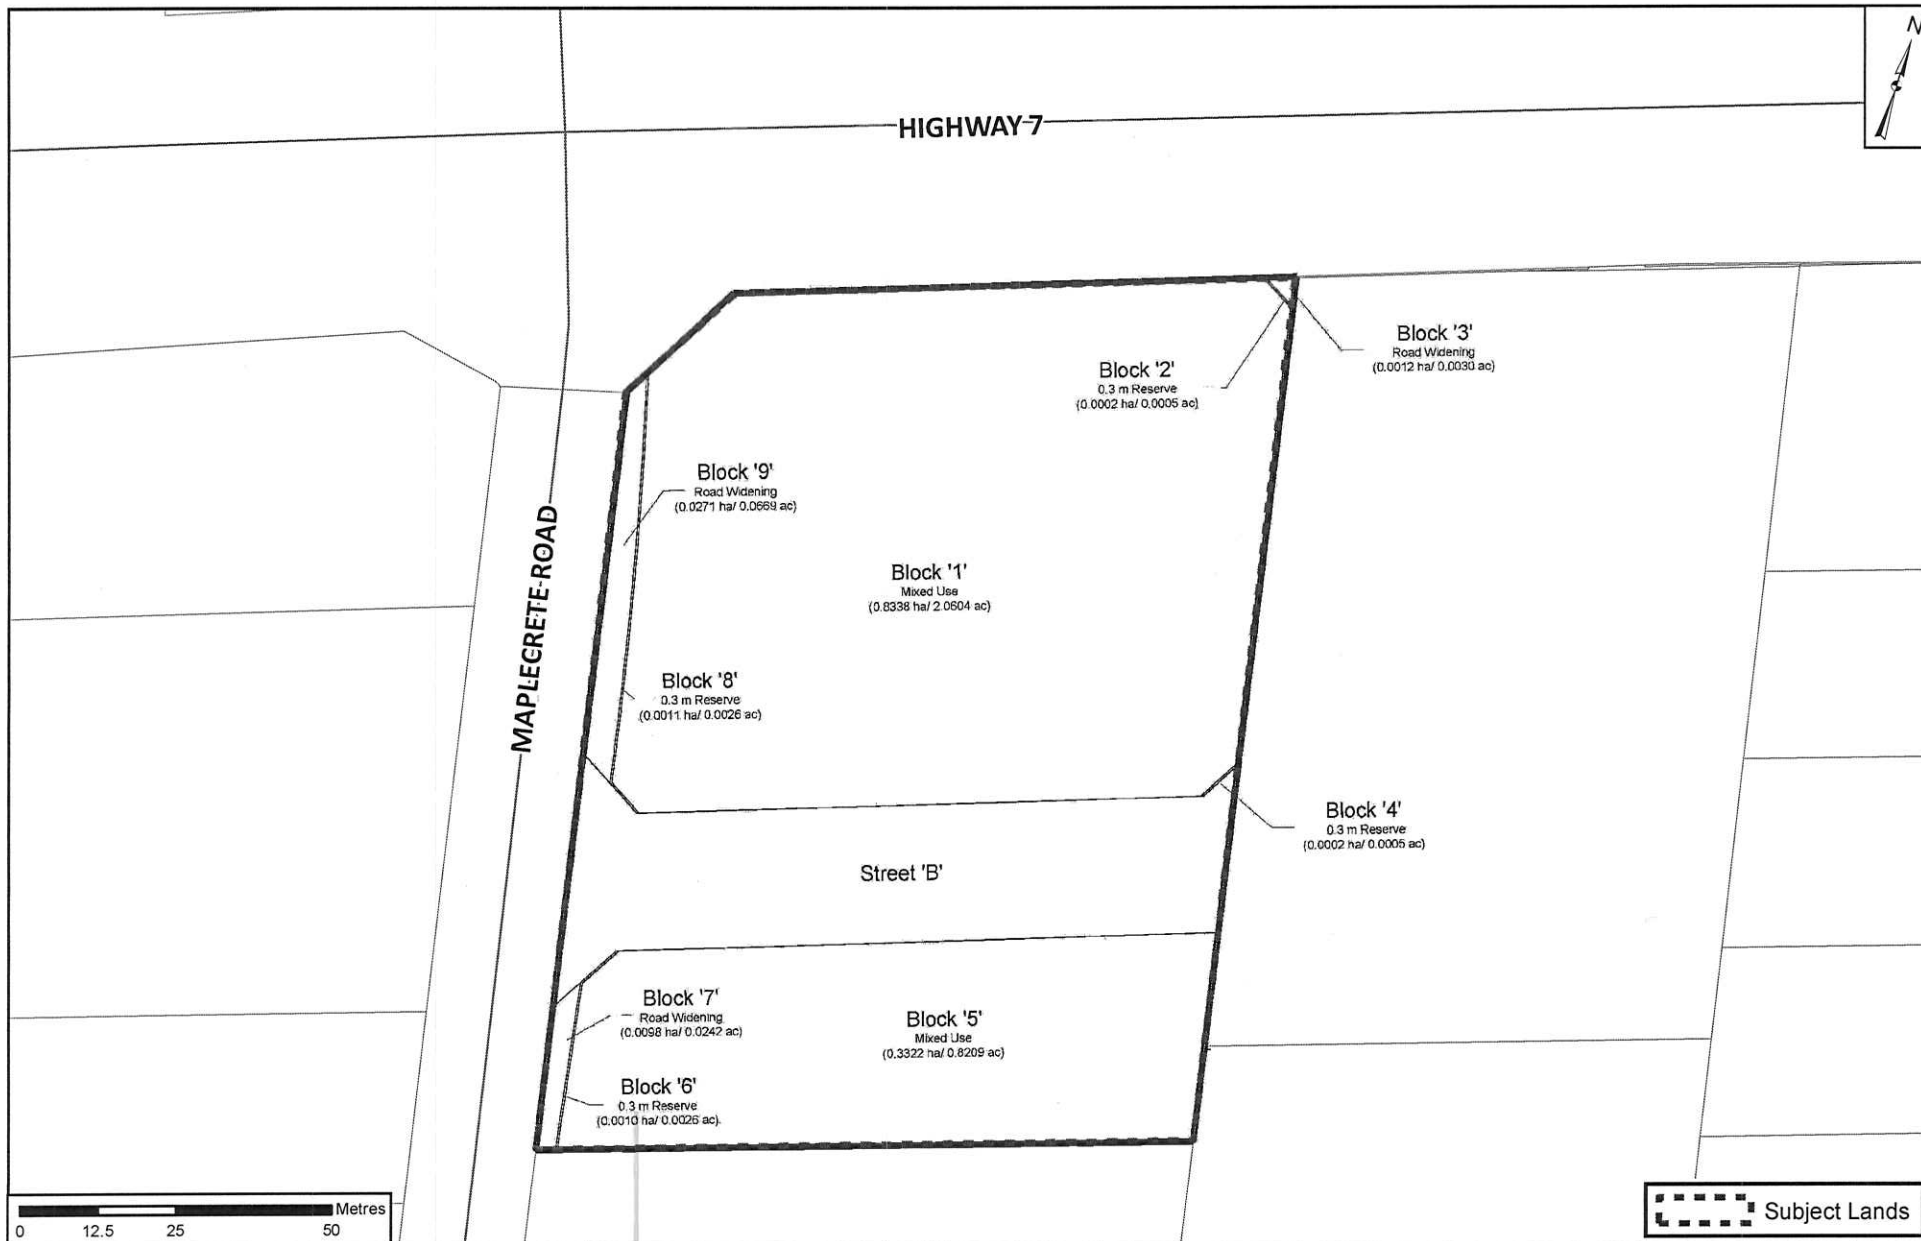 N
HIGHWAY 7
Block '3'
Road Widening
(0.0012 ha/ 0.0030 ac)
Block '2'
0.3 m Reserve
(0.0002 ha/ 0.0005 ac)
Block '9'
Road Widening
(0.0271 ha/ 0.0669 ac)
MAPLECRETE ROAD
Block '1'
Mixed Use
(0.8338 ha/ 2.0604 ac)
Block '8'
0.3 m Reserve
(0.0011 ha/ 0.0026 ac)
Block '4'
0.3 m Reserve
(0.0002 ha/ 0.0005 ac)
Street 'B'
Block '7'
Road Widening
(0.0098 ha/ 0.0242 ac)
Block '5'
Mixed Use
(0.3322 ha/ 0.8209 ac)
Block '6'
0.3 m Reserve
(0.0010 ha/ 0.0026 ac)
Metres
0 12.5 25 50
Subject Lands